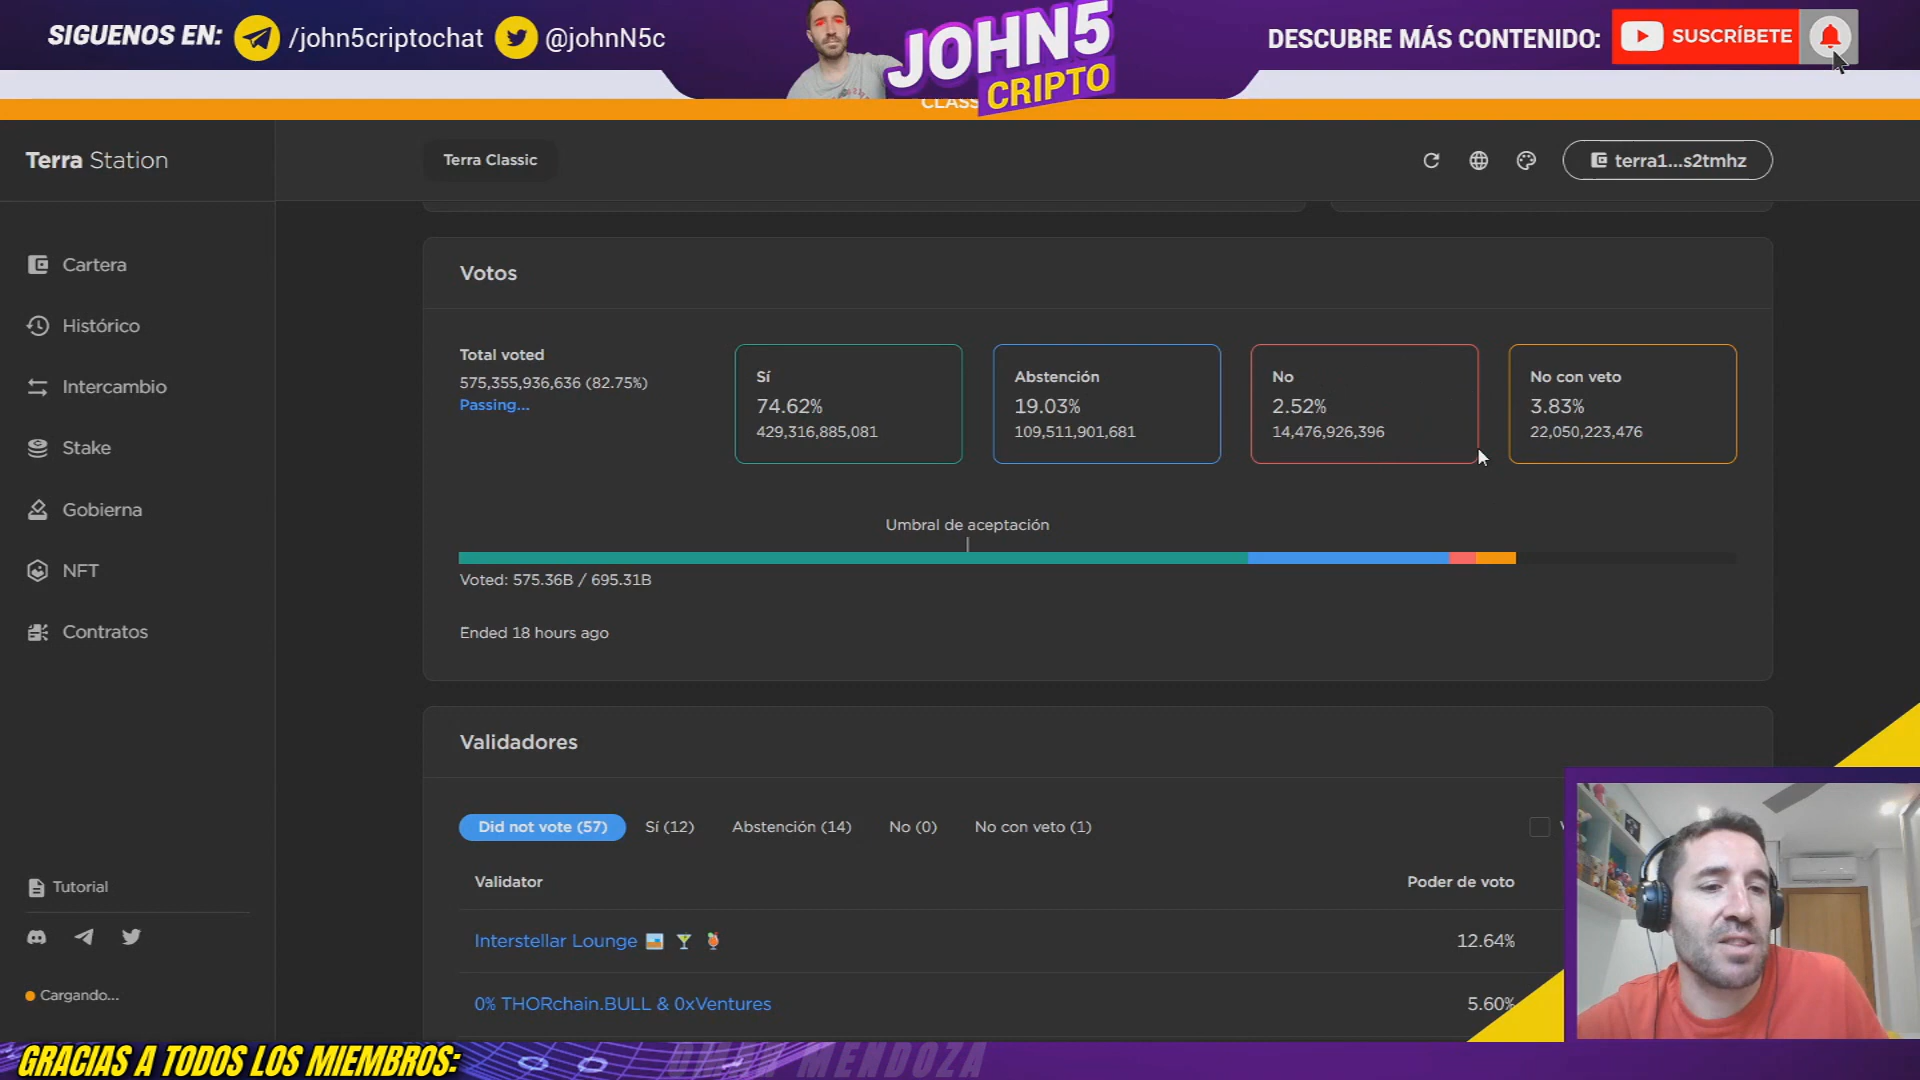 SIGUENOS EN: /john5criptochat @johnN5c
JOHN5
CRIPTO
DESCUBRE MÁS CONTENIDO: SUSCRÍBETE
Terra Station
Terra Classic
terra1...s2tmhz
Cartera
Histórico
Intercambio
Stake
Gobierna
NFT
Contratos
Tutorial
Cargando...
Votos
Total voted
575,355,936,636 (82.75%)
Passing...
Sí
74.62%
429,316,885,081
Abstención
19.03%
109,511,901,681
No
2.52%
14,476,926,396
No con veto
3.83%
22,050,223,476
Umbral de aceptación
Voted: 575.36B / 695.31B
Ended 18 hours ago
Validadores
Did not vote (57) Sí (12) Abstención (14) No (0) No con veto (1)
Validator Poder de voto
Interstellar Lounge 12.64%
0% THORchain.BULL & 0xVentures 5.60%
GRACIAS A TODOS LOS MIEMBROS:
MENDOZA